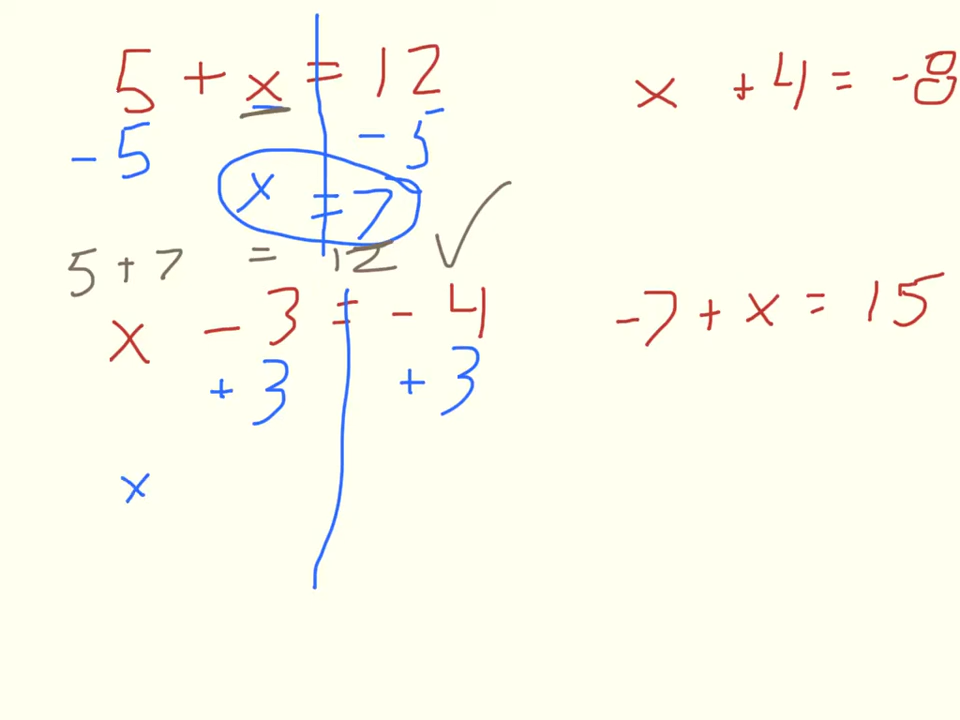 5 + x = 12
- 5 - 5
x = 7
5 + 7 = 12 ✓
x - 3 = - 4
+ 3 + 3
x
x + 4 = -8
-7 + x = 15